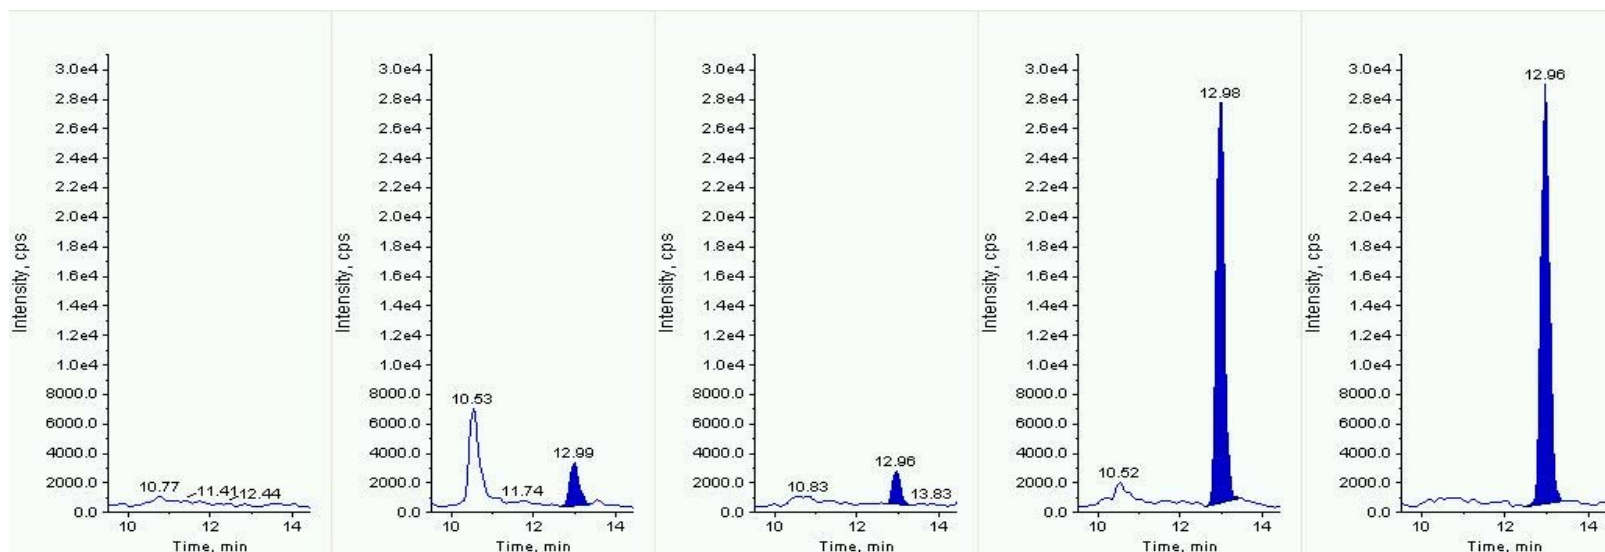 3.0e4
2.8e4
2.6e4
2.4e4
2.2e4
2.0e4
1.8e4
1.6e4
1.4e4
1.2e4
1.0e4
8000.0
6000.0
4000.0
2000.0
0.0
Intensity, cps
10.77
11.41
12.44
10 12 14
Time, min
3.0e4
2.8e4
2.6e4
2.4e4
2.2e4
2.0e4
1.8e4
1.6e4
1.4e4
1.2e4
1.0e4
8000.0
6000.0
4000.0
2000.0
0.0
Intensity, cps
10.53
12.99
11.74
10 12 14
Time, min
3.0e4
2.8e4
2.6e4
2.4e4
2.2e4
2.0e4
1.8e4
1.6e4
1.4e4
1.2e4
1.0e4
8000.0
6000.0
4000.0
2000.0
0.0
Intensity, cps
12.96
10.83
13.83
10 12 14
Time, min
3.0e4
2.8e4
2.6e4
2.4e4
2.2e4
2.0e4
1.8e4
1.6e4
1.4e4
1.2e4
1.0e4
8000.0
6000.0
4000.0
2000.0
0.0
Intensity, cps
12.98
10.52
10 12 14
Time, min
3.0e4
2.8e4
2.6e4
2.4e4
2.2e4
2.0e4
1.8e4
1.6e4
1.4e4
1.2e4
1.0e4
8000.0
6000.0
4000.0
2000.0
0.0
Intensity, cps
12.96
10 12 14
Time, min